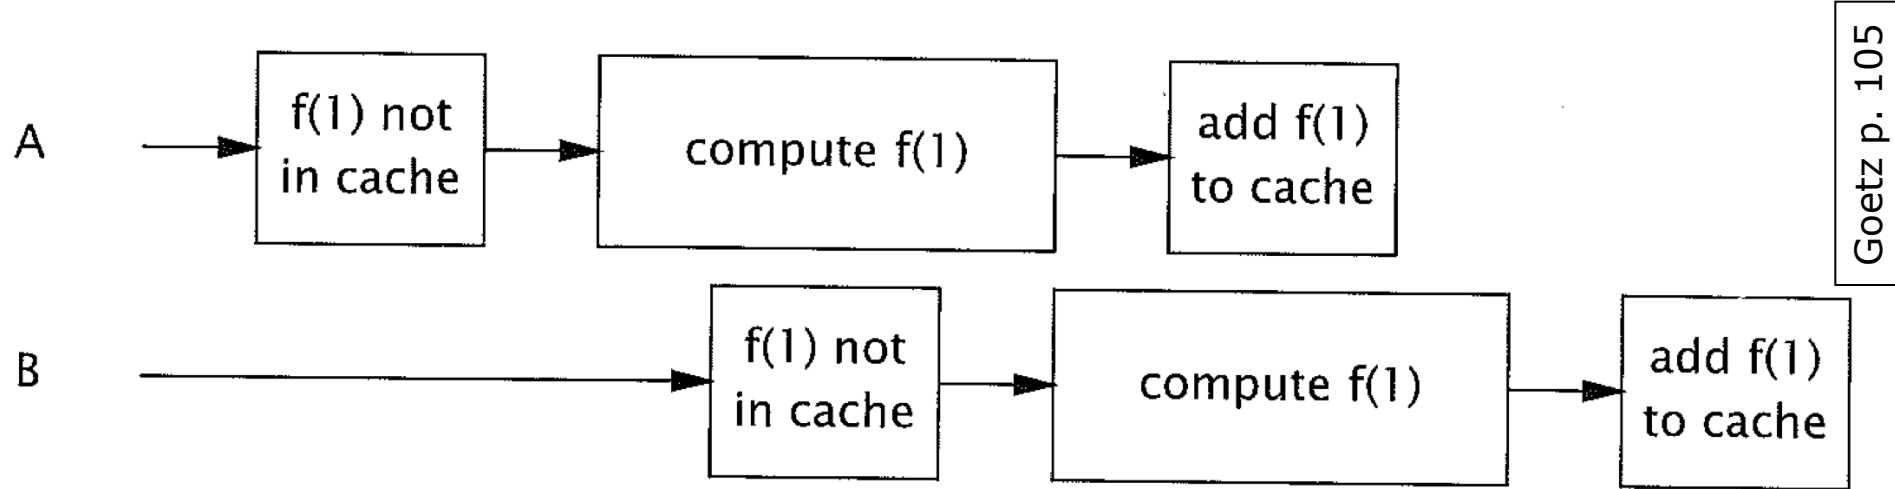 A
f(1) not
in cache
compute f(1)
add f(1)
to cache
B
f(1) not
in cache
compute f(1)
add f(1)
to cache
Goetz p. 105